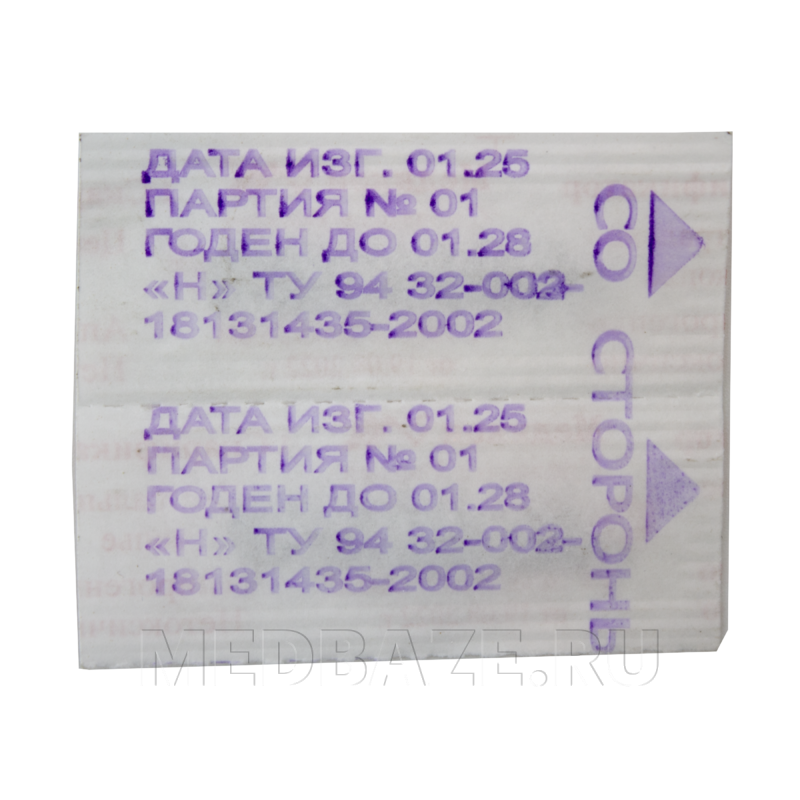 ДАТА ИЗГ. 01.25
ПАРТИЯ № 01
ГОДЕН ДО 01.28
«Н» ТУ 94 32-002-
18131435-2002
ДАТА ИЗГ. 01.25
ПАРТИЯ № 01
ГОДЕН ДО 01.28
«Н» ТУ 94 32-002-
18131435-2002
СО СТОРОНЫ
MEDBAZE.RU